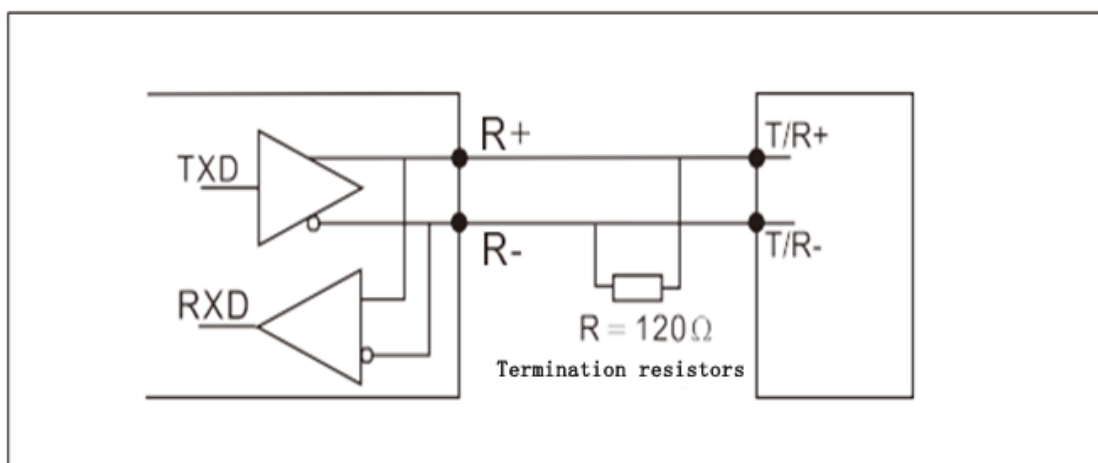 R+
T/R+
TXD
R-
T/R-
RXD
R = 120Ω
Termination resistors